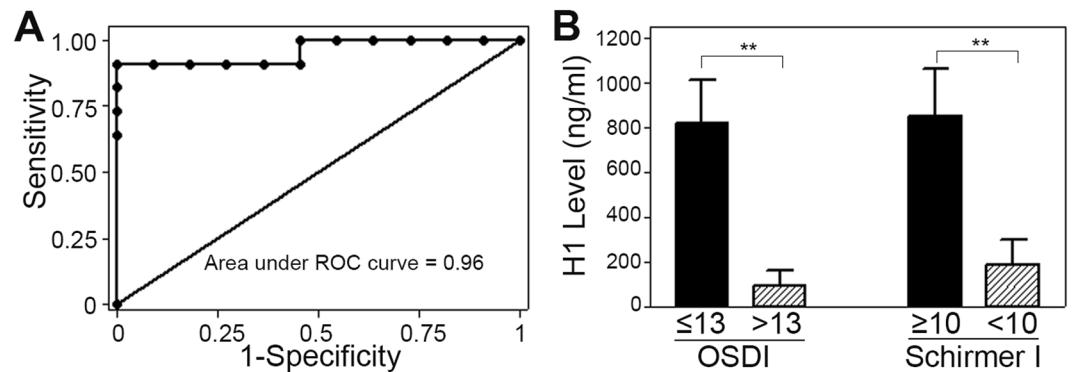 A
Sensitivity
1.00
0.75
0.50
0.25
0
Area under ROC curve = 0.96
0 0.25 0.5 0.75 1
1-Specificity
B
H1 Level (ng/ml)
1200
1000
800
600
400
200
0
** **
≤13 >13 ≥10 <10
OSDI Schirmer I